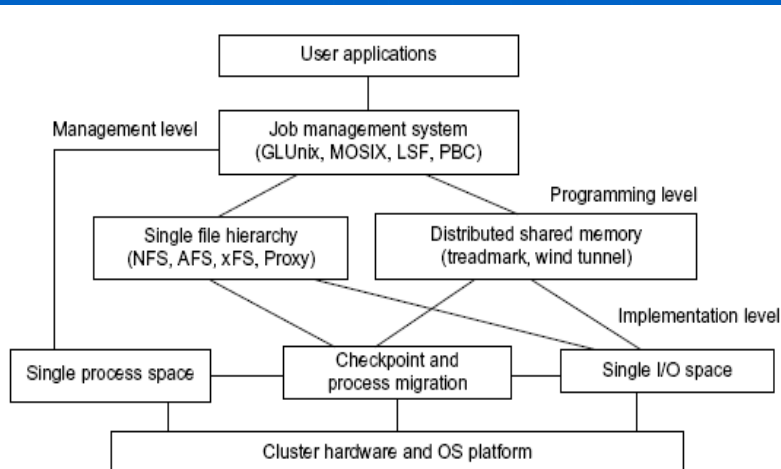 User applications
Management level
Job management system
(GLUnix, MOSIX, LSF, PBC)
Programming level
Single file hierarchy
(NFS, AFS, xFS, Proxy)
Distributed shared memory
(treadmark, wind tunnel)
Implementation level
Single process space
Checkpoint and
process migration
Single I/O space
Cluster hardware and OS platform